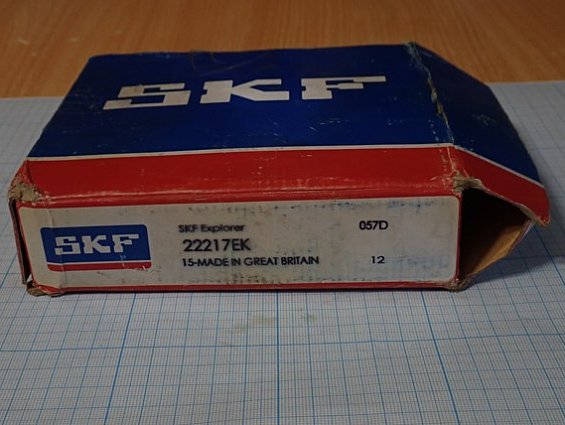 SKF
SKF
SKF Explorer 057D
22217EK
15-MADE IN GREAT BRITAIN 12